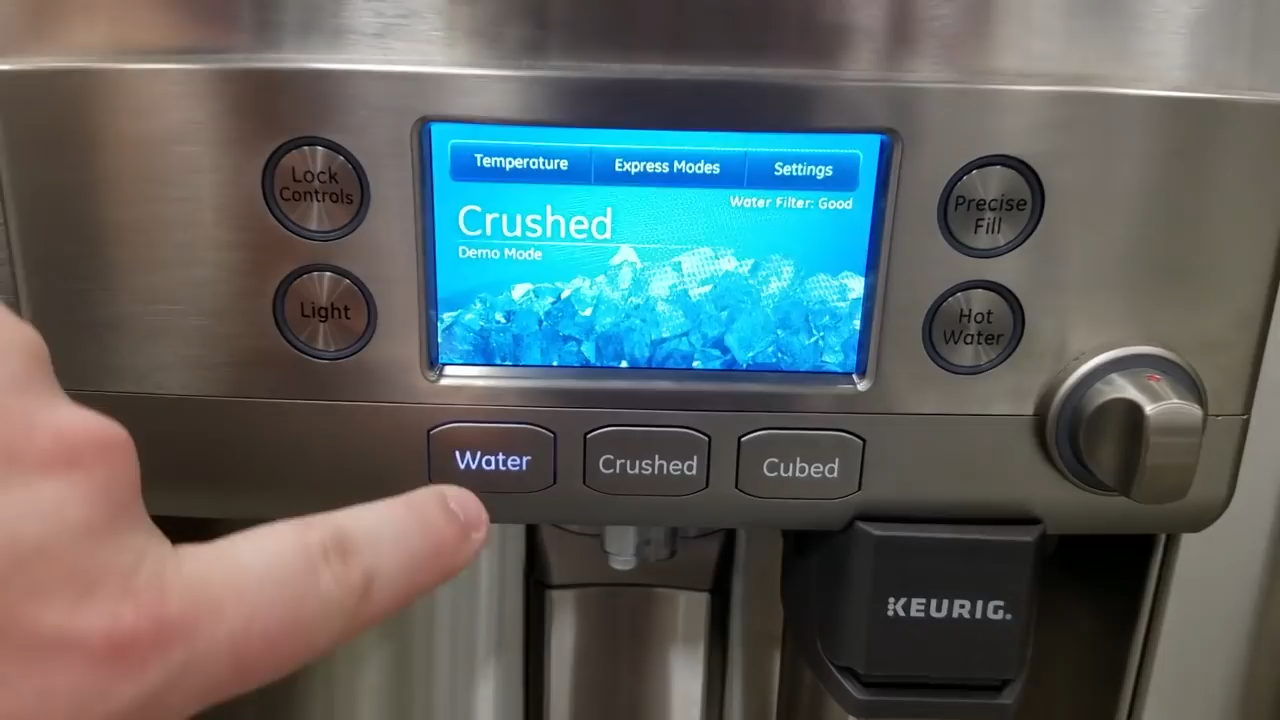 Lock
Controls
Light
Temperature
Express Modes
Settings
Water Filter: Good
Crushed
Demo Mode
Precise
Fill
Hot
Water
Water
Crushed
Cubed
KEURIG.